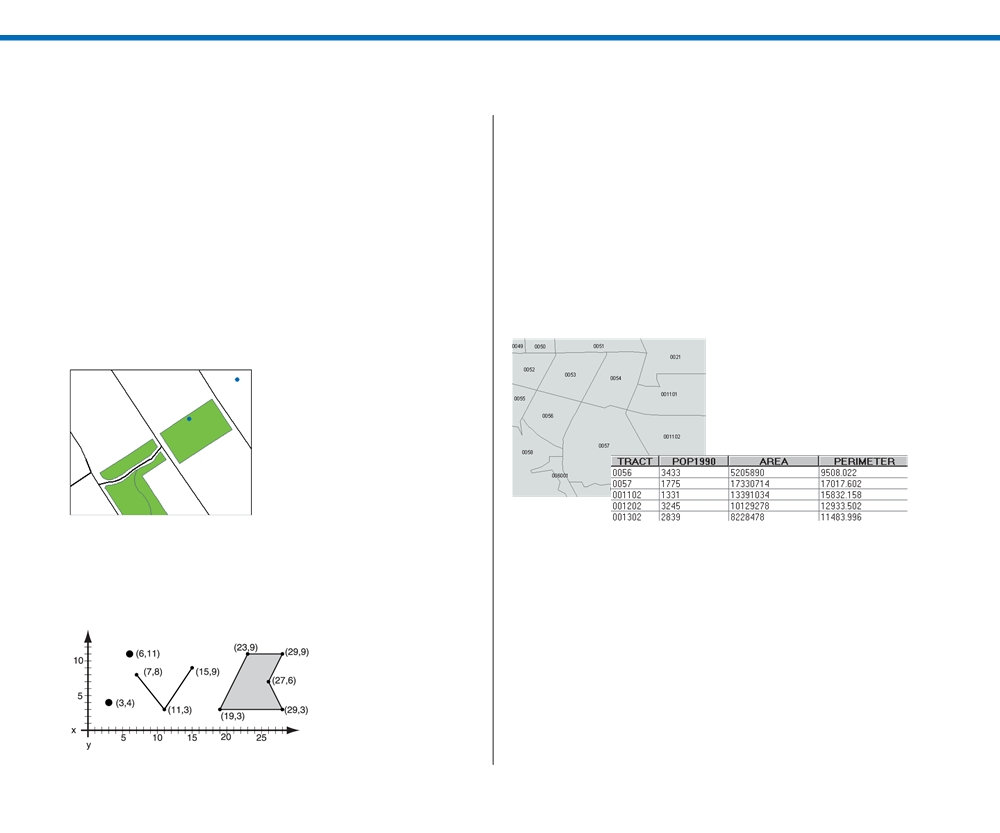 (6,11)
(23,9)
(29,9)
10
(7,8)
(15,9)
(27,6)
5
(3,4)
(11,3)
(19,3)
(29,3)
x
5 10 15 20 25
y
0049 0050 0051
0021
0052
0053 0054
001101
0055
0056
001102
0057
0058
TRACT POP1990 AREA PERIMETER
0056 3433 5205890 9508.022
0057 1775 17330714 17017.602
001102 1331 13391034 15832.158
001202 3245 10129278 12933.502
001302 2839 8228478 11483.996